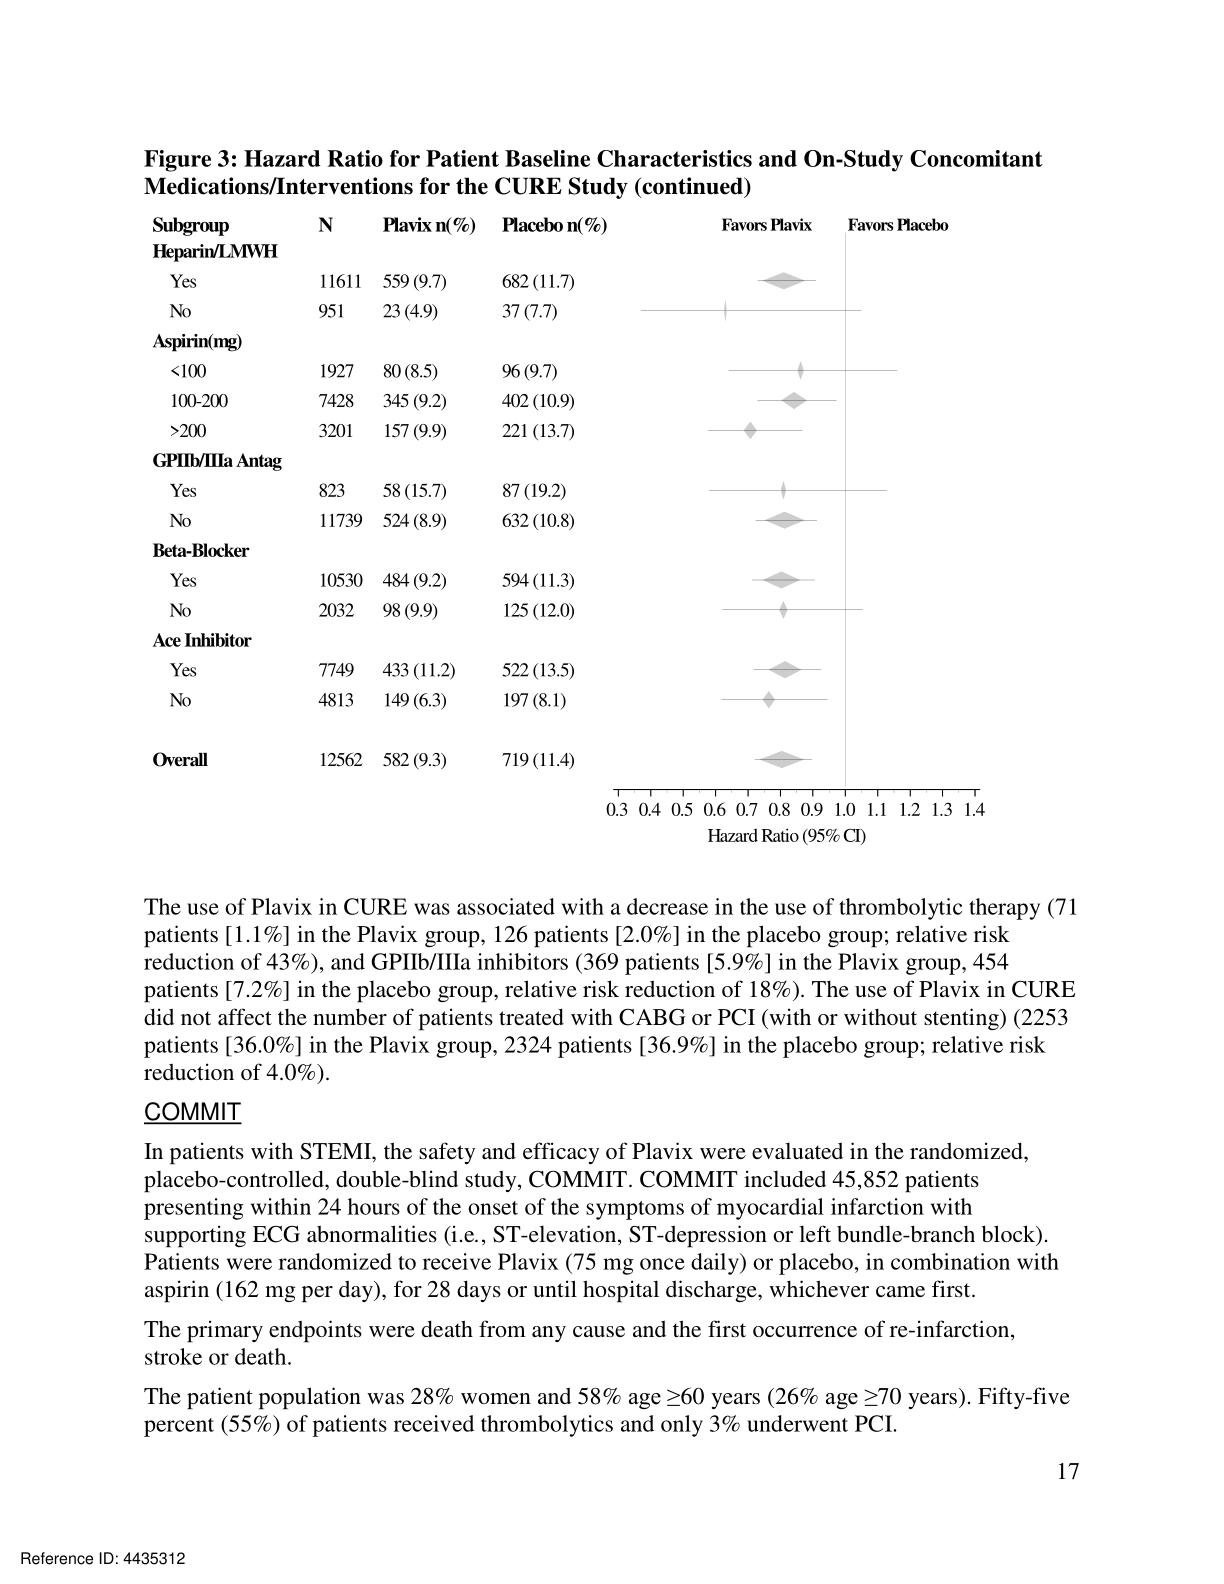 Figure 3: Hazard Ratio for Patient Baseline Characteristics and On-Study Concomitant
Medications/Interventions for the CURE Study (continued)
Subgroup N Plavix n(%) Placebo n(%) Favors Plavix Favors Placebo
Heparin/LMWH
Yes 11611 559 (9.7) 682 (11.7)
No 951 23 (4.9) 37 (7.7)
Aspirin(mg)
<100 1927 80 (8.5) 96 (9.7)
100-200 7428 345 (9.2) 402 (10.9)
>200 3201 157 (9.9) 221 (13.7)
GPIIb/IIIa Antag
Yes 823 58 (15.7) 87 (19.2)
No 11739 524 (8.9) 632 (10.8)
Beta-Blocker
Yes 10530 484 (9.2) 594 (11.3)
No 2032 98 (9.9) 125 (12.0)
Ace Inhibitor
Yes 7749 433 (11.2) 522 (13.5)
No 4813 149 (6.3) 197 (8.1)
Overall 12562 582 (9.3) 719 (11.4)
0.3 0.4 0.5 0.6 0.7 0.8 0.9 1.0 1.1 1.2 1.3 1.4
Hazard Ratio (95% CI)
The use of Plavix in CURE was associated with a decrease in the use of thrombolytic therapy (71
patients [1.1%] in the Plavix group, 126 patients [2.0%] in the placebo group; relative risk
reduction of 43%), and GPIIb/IIIa inhibitors (369 patients [5.9%] in the Plavix group, 454
patients [7.2%] in the placebo group, relative risk reduction of 18%). The use of Plavix in CURE
did not affect the number of patients treated with CABG or PCI (with or without stenting) (2253
patients [36.0%] in the Plavix group, 2324 patients [36.9%] in the placebo group; relative risk
reduction of 4.0%).
COMMIT
In patients with STEMI, the safety and efficacy of Plavix were evaluated in the randomized,
placebo-controlled, double-blind study, COMMIT. COMMIT included 45,852 patients
presenting within 24 hours of the onset of the symptoms of myocardial infarction with
supporting ECG abnormalities (i.e., ST-elevation, ST-depression or left bundle-branch block).
Patients were randomized to receive Plavix (75 mg once daily) or placebo, in combination with
aspirin (162 mg per day), for 28 days or until hospital discharge, whichever came first.
The primary endpoints were death from any cause and the first occurrence of re-infarction,
stroke or death.
The patient population was 28% women and 58% age ≥60 years (26% age ≥70 years). Fifty-five
percent (55%) of patients received thrombolytics and only 3% underwent PCI.
17
Reference ID: 4435312